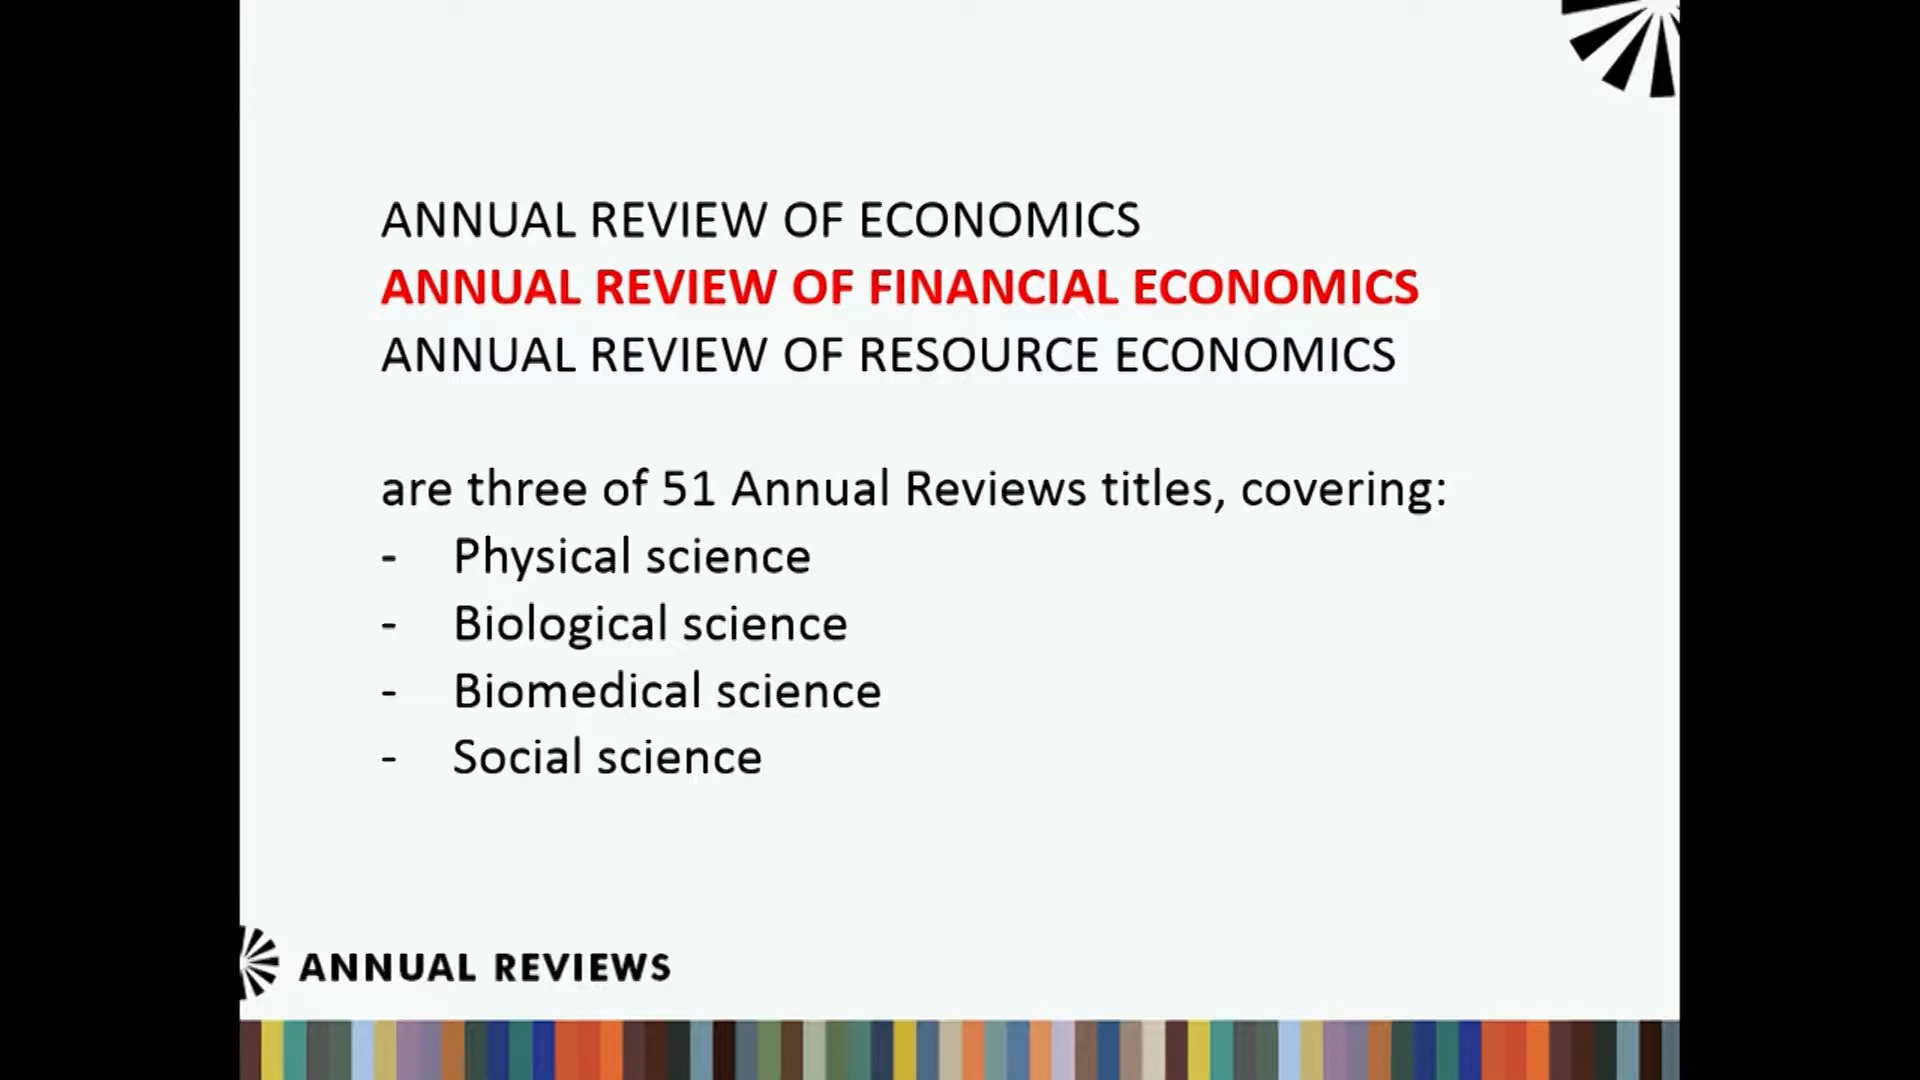 ANNUAL REVIEW OF ECONOMICS
ANNUAL REVIEW OF FINANCIAL ECONOMICS
ANNUAL REVIEW OF RESOURCE ECONOMICS
are three of 51 Annual Reviews titles, covering:
- Physical science
- Biological science
- Biomedical science
- Social science
ANNUAL REVIEWS